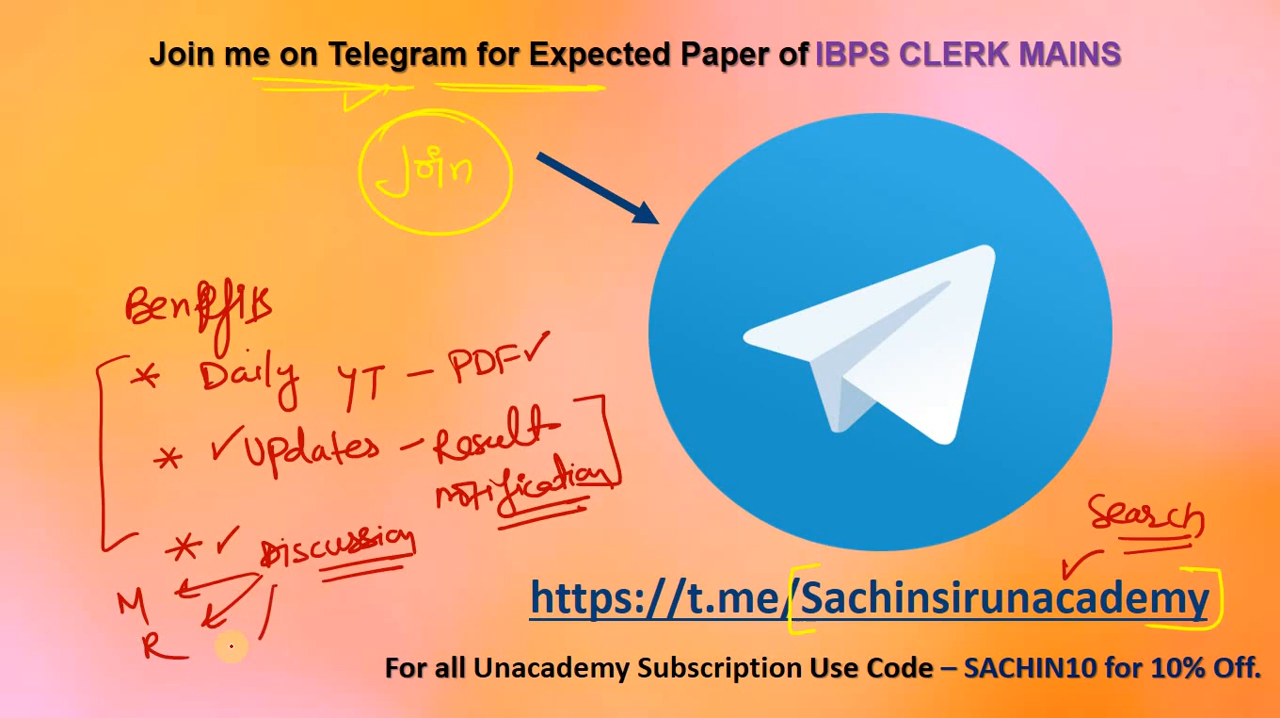 Join me on Telegram for Expected Paper of IBPS CLERK MAINS
Join
Benefits
* Daily YT - PDF ✓
* ✓ Updates - Result
notification
* ✓ Discussion
M
R
Search
https://t.me/Sachinsirunacademy
For all Unacademy Subscription Use Code – SACHIN10 for 10% Off.